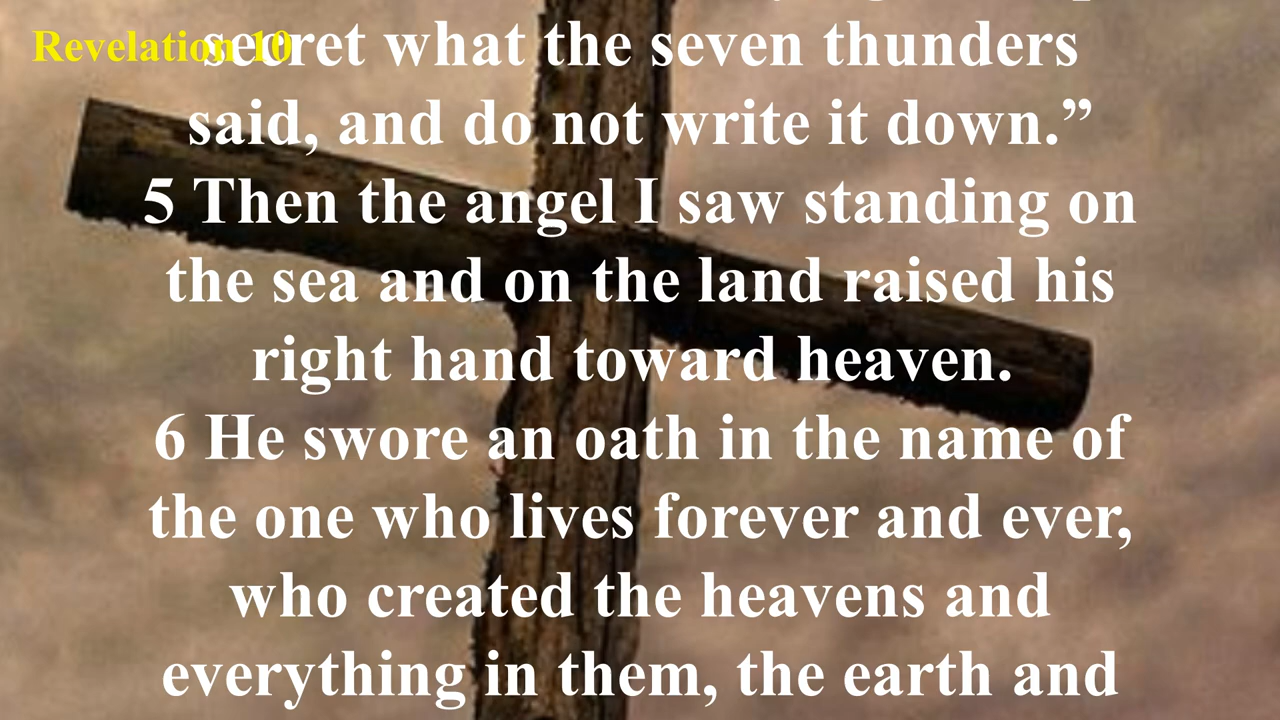 Revelation 10
secret what the seven thunders
said, and do not write it down.”
5 Then the angel I saw standing on
the sea and on the land raised his
right hand toward heaven.
6 He swore an oath in the name of
the one who lives forever and ever,
who created the heavens and
everything in them, the earth and